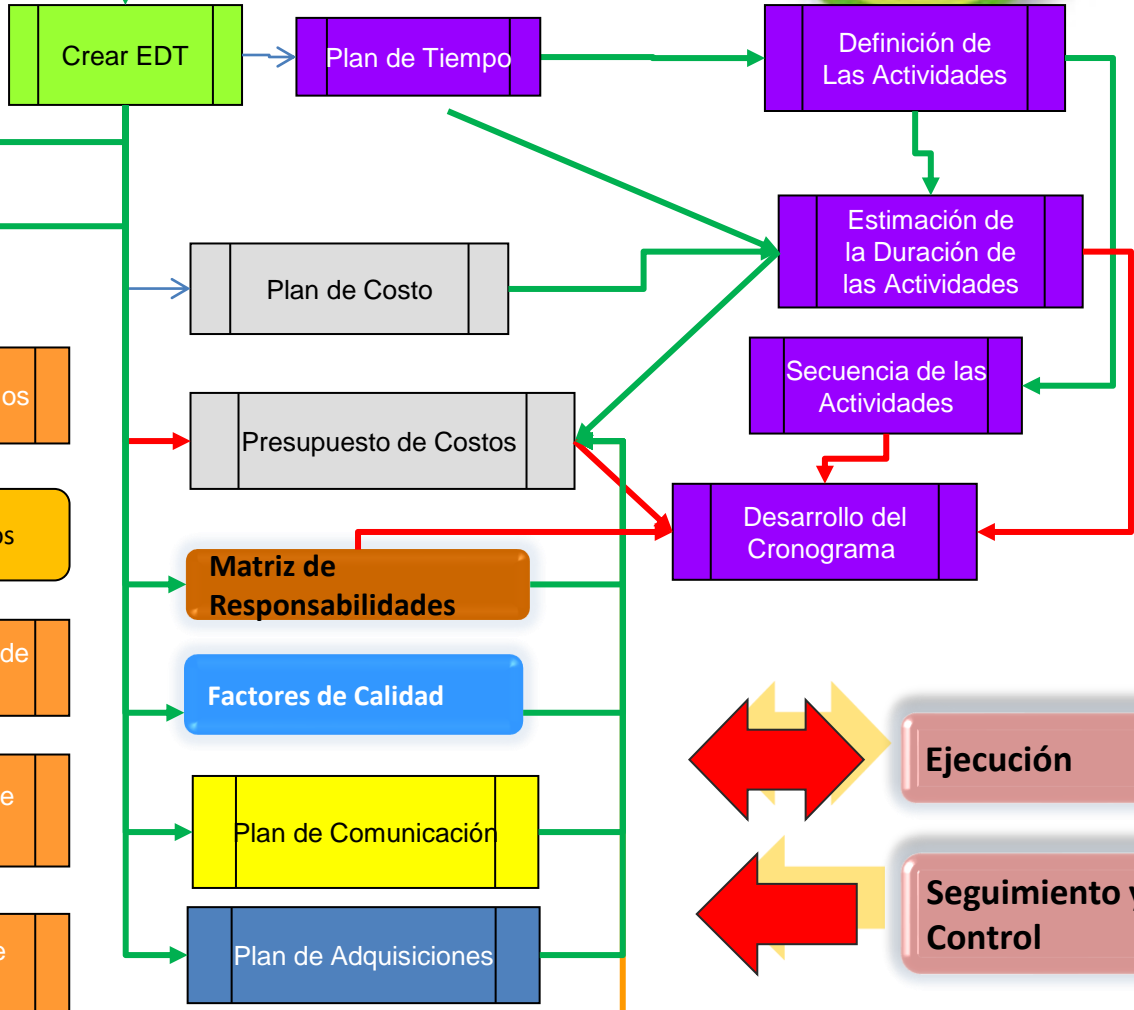 Crear EDT
Plan de Tiempo
Definición de
Las Actividades
Estimación de
la Duración de
las Actividades
Plan de Costo
Secuencia de las
Actividades
os
Presupuesto de Costos
Desarrollo del
Cronograma
os
Matriz de
Responsabilidades
de
Factores de Calidad
Ejecución
e
Plan de Comunicación
Seguimiento y
Control
e
Plan de Adquisiciones